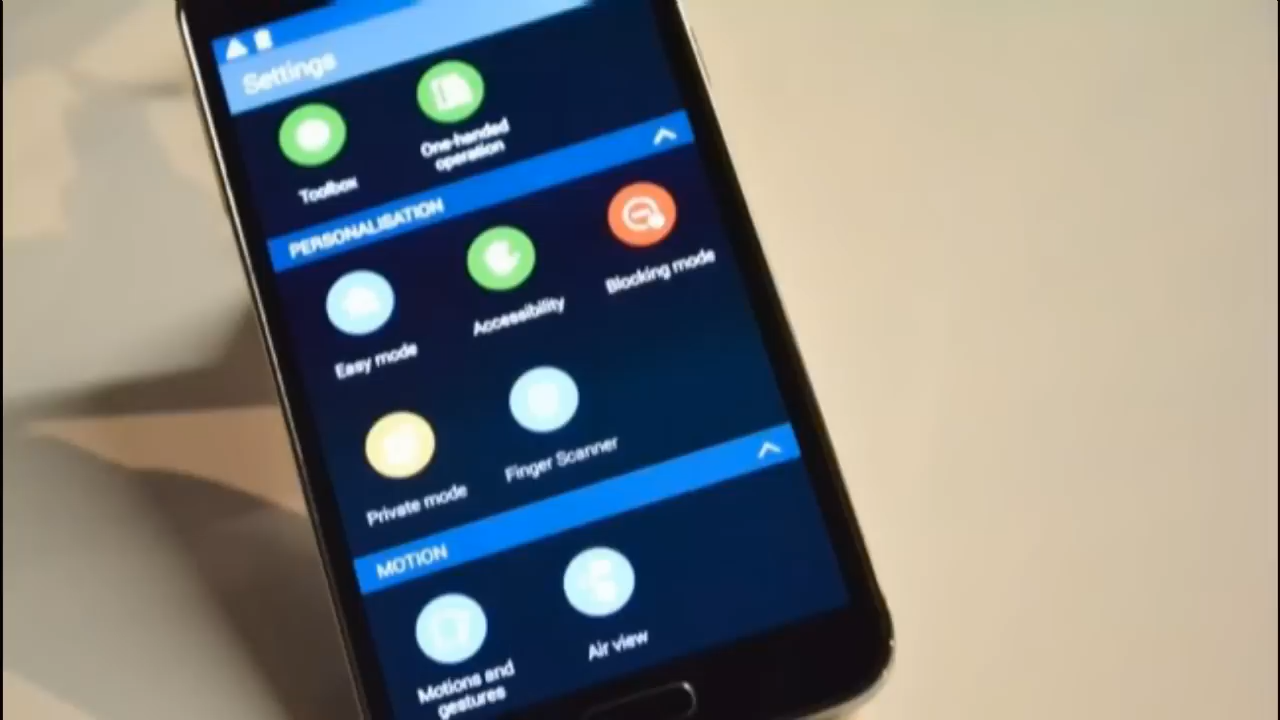 Settings
Toolbox
One-handed
operation
PERSONALISATION
Easy mode
Accessibility
Blocking mode
Private mode
Finger Scanner
MOTION
Motions and
gestures
Air view